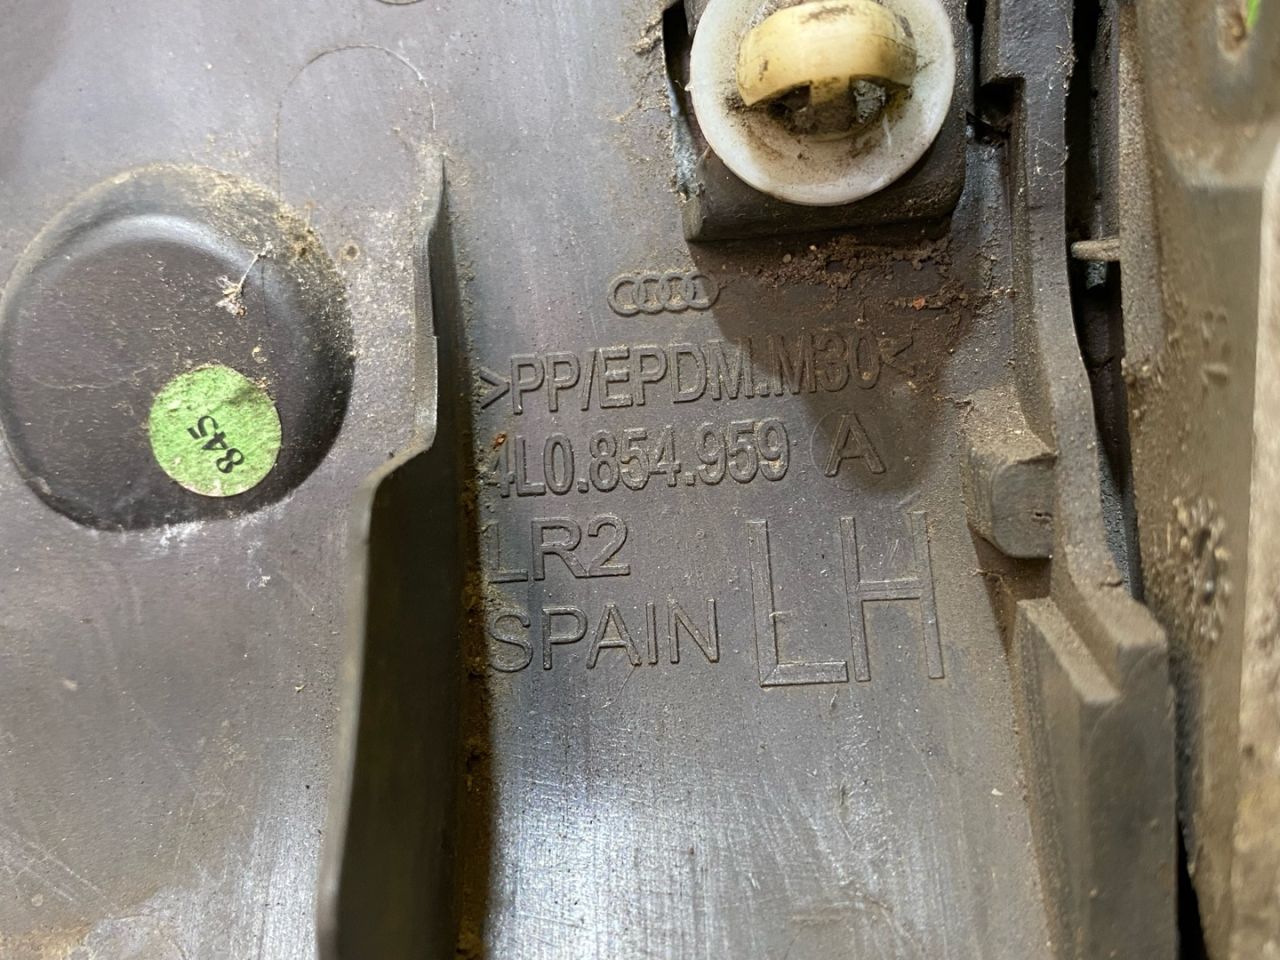 >PP/EPDM.M30<
4L0.854.959 A
LR2
SPAIN
LH
845